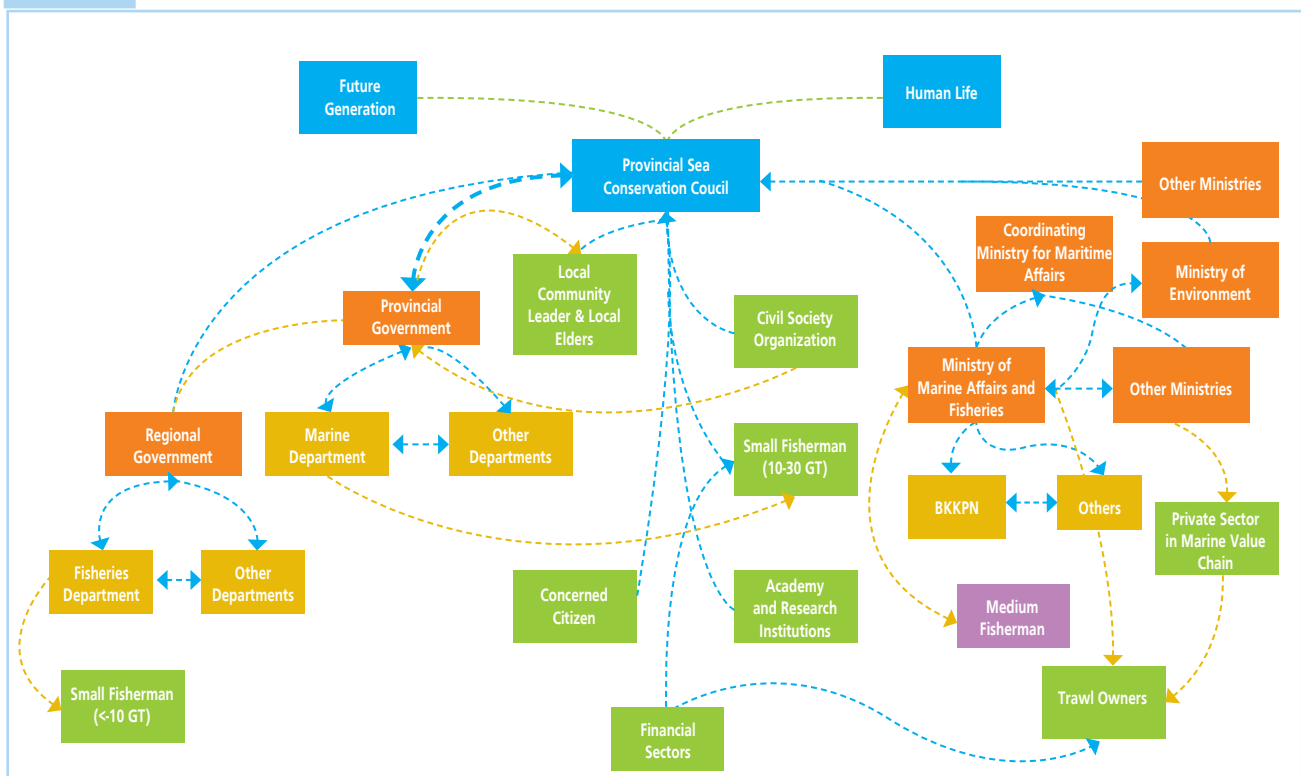 Future
Generation
Human Life
Provincial Sea
Conservation Coucil
Other Ministries
Coordinating
Ministry for Maritime
Affairs
Ministry of
Environment
Local
Community
Leader & Local
Elders
Provincial
Government
Civil Society
Organization
Ministry of
Marine Affairs and
Fisheries
Other Ministries
Regional
Government
Marine
Department
Other
Departments
Small Fisherman
(10-30 GT)
BKKPN
Others
Private Sector
in Marine Value
Chain
Fisheries
Department
Other
Departments
Concerned
Citizen
Academy
and Research
Institutions
Medium
Fisherman
Small Fisherman
(<-10 GT)
Trawl Owners
Financial
Sectors